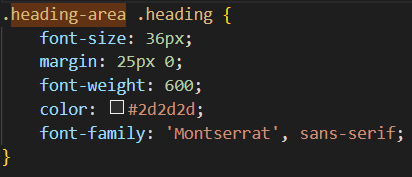 .heading-area .heading {
    font-size: 36px;
    margin: 25px 0;
    font-weight: 600;
    color: #2d2d2d;
    font-family: 'Montserrat', sans-serif;
}